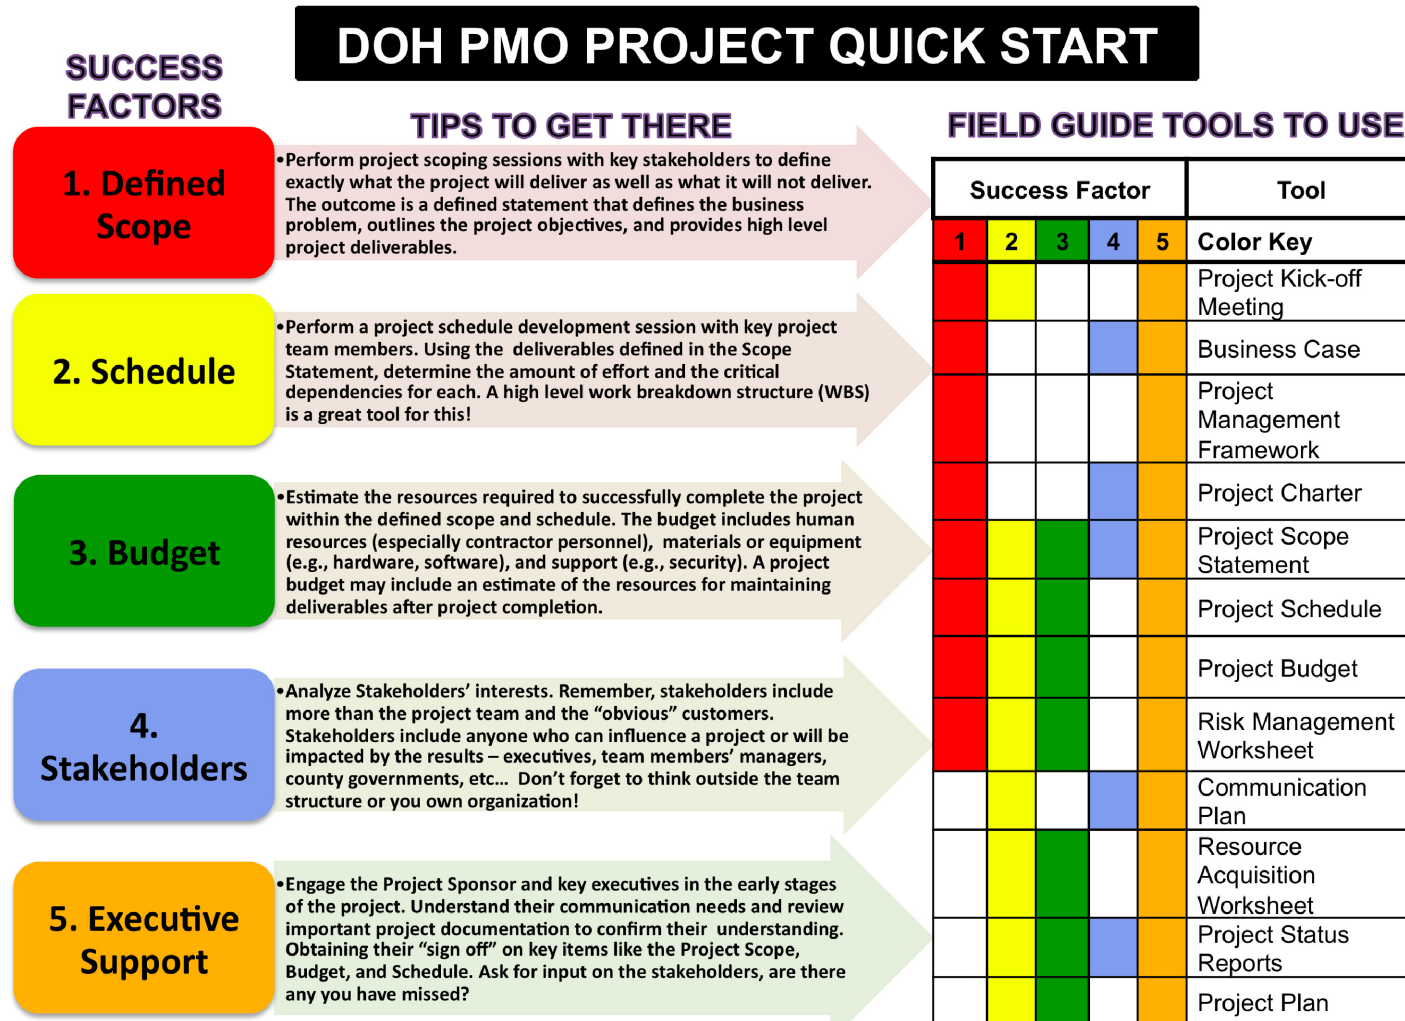 DOH PMO PROJECT QUICK START
SUCCESS
FACTORS
TIPS TO GET THERE
FIELD GUIDE TOOLS TO USE
1. Defined
Scope
•Perform project scoping sessions with key stakeholders to define
exactly what the project will deliver as well as what it will not deliver.
The outcome is a defined statement that defines the business
problem, outlines the project objectives, and provides high level
project deliverables.
2. Schedule
•Perform a project schedule development session with key project
team members. Using the  deliverables defined in the Scope
Statement, determine the amount of effort and the critical
dependencies for each. A high level work breakdown structure (WBS)
is a great tool for this!
3. Budget
•Estimate the resources required to successfully complete the project
within the defined scope and schedule. The budget includes human
resources (especially contractor personnel),  materials or equipment
(e.g., hardware, software), and support (e.g., security). A project
budget may include an estimate of the resources for maintaining
deliverables after project completion.
4.
Stakeholders
•Analyze Stakeholders’ interests. Remember, stakeholders include
more than the project team and the “obvious” customers.
Stakeholders include anyone who can influence a project or will be
impacted by the results – executives, team members’ managers,
county governments, etc…  Don’t forget to think outside the team
structure or you own organization!
5. Executive
Support
•Engage the Project Sponsor and key executives in the early stages
of the project. Understand their communication needs and review
important project documentation to confirm their  understanding.
Obtaining their “sign off” on key items like the Project Scope,
Budget, and Schedule. Ask for input on the stakeholders, are there
any you have missed?
Success Factor Tool
1 2 3 4 5 Color Key
Project Kick-off
Meeting
Business Case
Project
Management
Framework
Project Charter
Project Scope
Statement
Project Schedule
Project Budget
Risk Management
Worksheet
Communication
Plan
Resource
Acquisition
Worksheet
Project Status
Reports
Project Plan